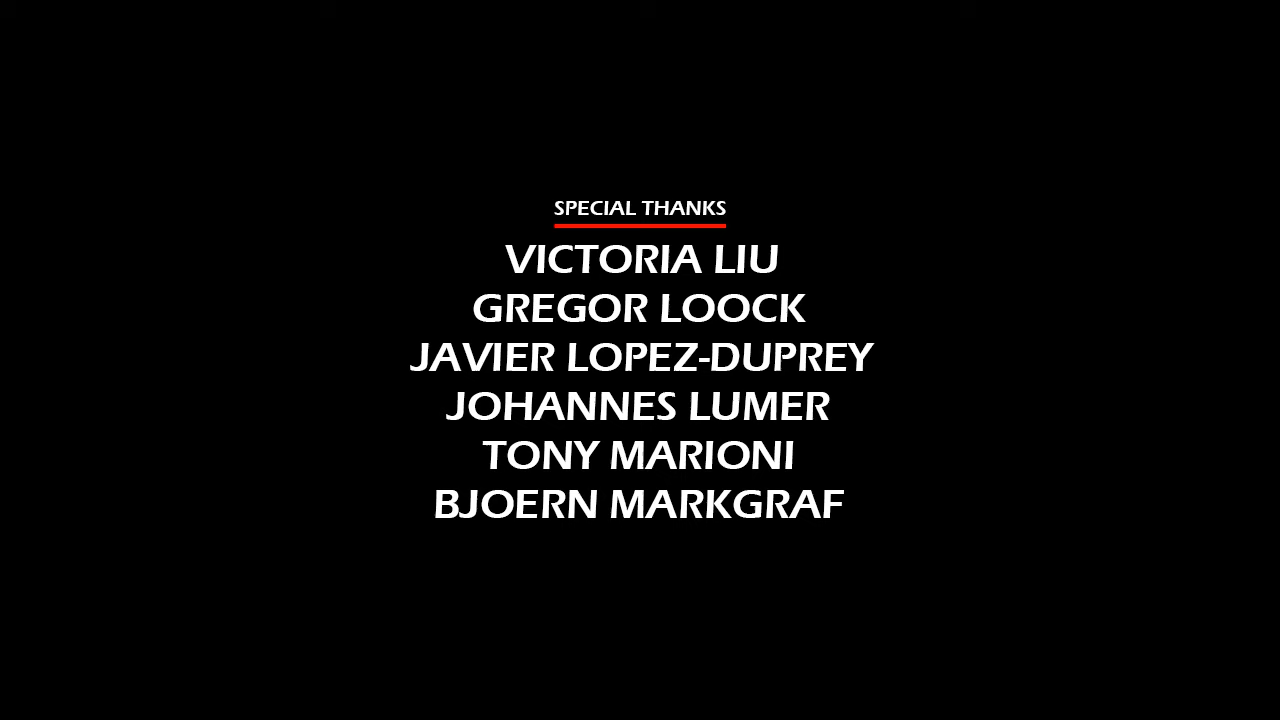 SPECIAL THANKS
VICTORIA LIU
GREGOR LOOCK
JAVIER LOPEZ-DUPREY
JOHANNES LUMER
TONY MARIONI
BJOERN MARKGRAF